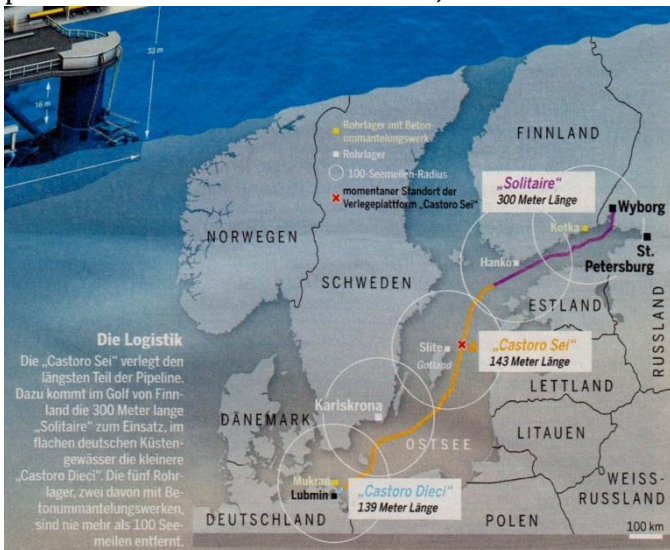 33 m
16 m
Rohrlager mit Beton
ummantelungswerk
Rohrlager
100-Seemeilen-Radius
momentaner Standort der
Verlegeplattform „Castoro Sei“
FINNLAND
„Solitaire“
300 Meter Länge
Wyborg
Kotka
St.
Petersburg
NORWEGEN
Hanko
SCHWEDEN
ESTLAND
RUSSLAND
Die Logistik
Die „Castoro Sei“ verlegt den
längsten Teil der Pipeline.
Dazu kommt im Golf von Finn-
land die 300 Meter lange
„Solitaire“ zum Einsatz, im
flachen deutschen Küsten-
gewässer die kleinere
„Castoro Dieci“. Die fünf Rohr-
lager, zwei davon mit Be-
tonummantelungswerken,
sind nie mehr als 100 See-
meilen entfernt.
Slite
Gotland
„Castoro Sei“
143 Meter Länge
LETTLAND
Karlskrona
DÄNEMARK
OSTSEE
LITAUEN
WEISS-
RUSSLAND
Mukran
Lubmin
„Castoro Dieci“
139 Meter Länge
DEUTSCHLAND
POLEN
100 km